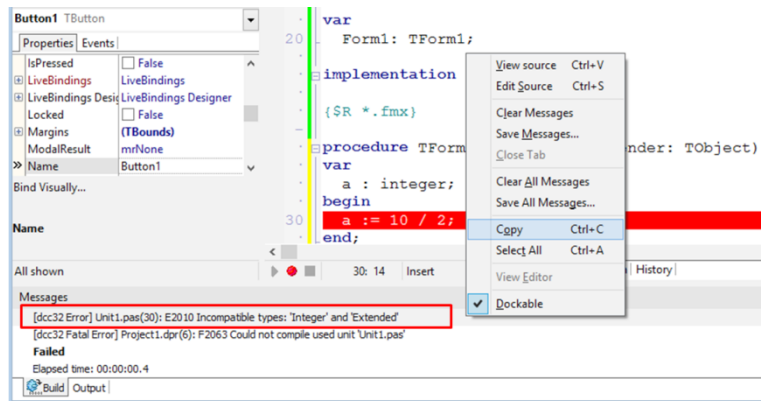 Button1 TButton
Properties Events
IsPressed False
LiveBindings LiveBindings
LiveBindings Desig LiveBindings Designer
Locked False
Margins (TBounds)
ModalResult mrNone
Name Button1
Bind Visually...
Name
All shown
var
20 Form1: TForm1;
implementation
{$R *.fmx}
procedure TForm nder: TObject)
var
a : integer;
begin
30 a := 10 / 2;
end;
30: 14 Insert History
View source Ctrl+V
Edit Source Ctrl+S
Clear Messages
Save Messages...
Close Tab
Clear All Messages
Save All Messages...
Copy Ctrl+C
Select All Ctrl+A
View Editor
Dockable
Messages
[dcc32 Error] Unit1.pas(30): E2010 Incompatible types: 'Integer' and 'Extended'
[dcc32 Fatal Error] Project1.dpr(6): F2063 Could not compile used unit 'Unit1.pas'
Failed
Elapsed time: 00:00:00.4
Build Output